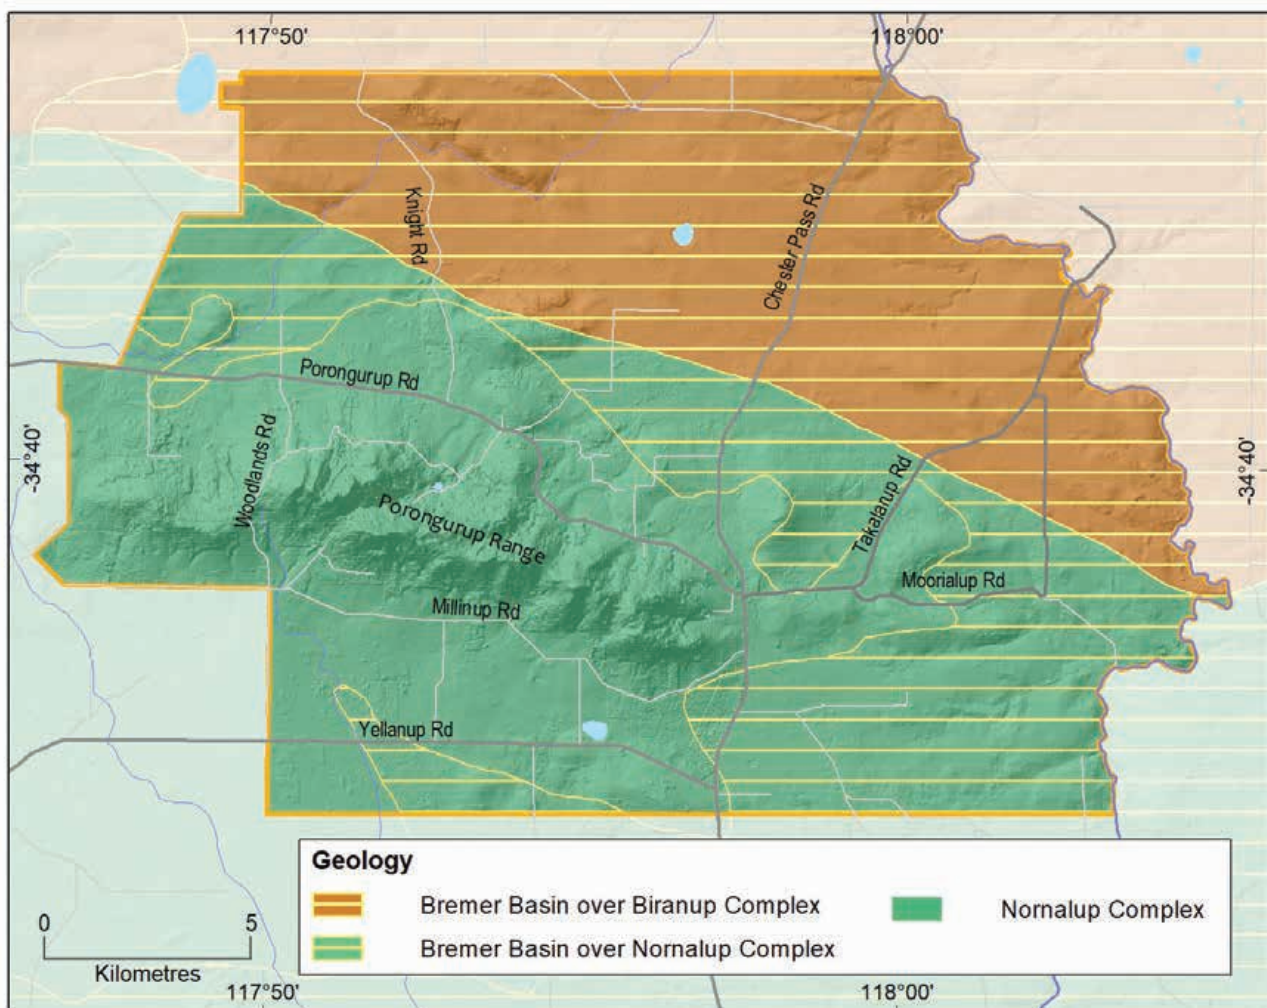 117°50'
118°00'
Knight Rd
Chester Pass Rd
Porongurup Rd
-34°40'
-34°40'
Woodlands Rd
Takalarup Rd
Porongurup Range
Moorialup Rd
Millinup Rd
Yellanup Rd
Geology
Bremer Basin over Biranup Complex
Nornalup Complex
Bremer Basin over Nornalup Complex
0 5
Kilometres
117°50'
118°00'